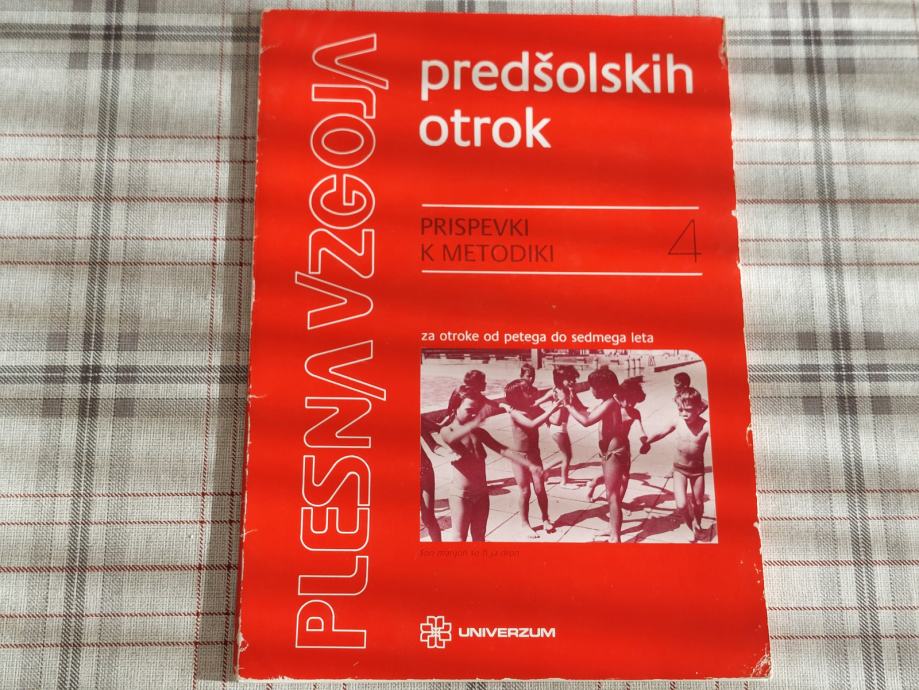 PLESNA VZGOJA
predšolskih
otrok
PRISPEVKI
K METODIKI
4
za otroke od petega do sedmega leta
UNIVERZUM